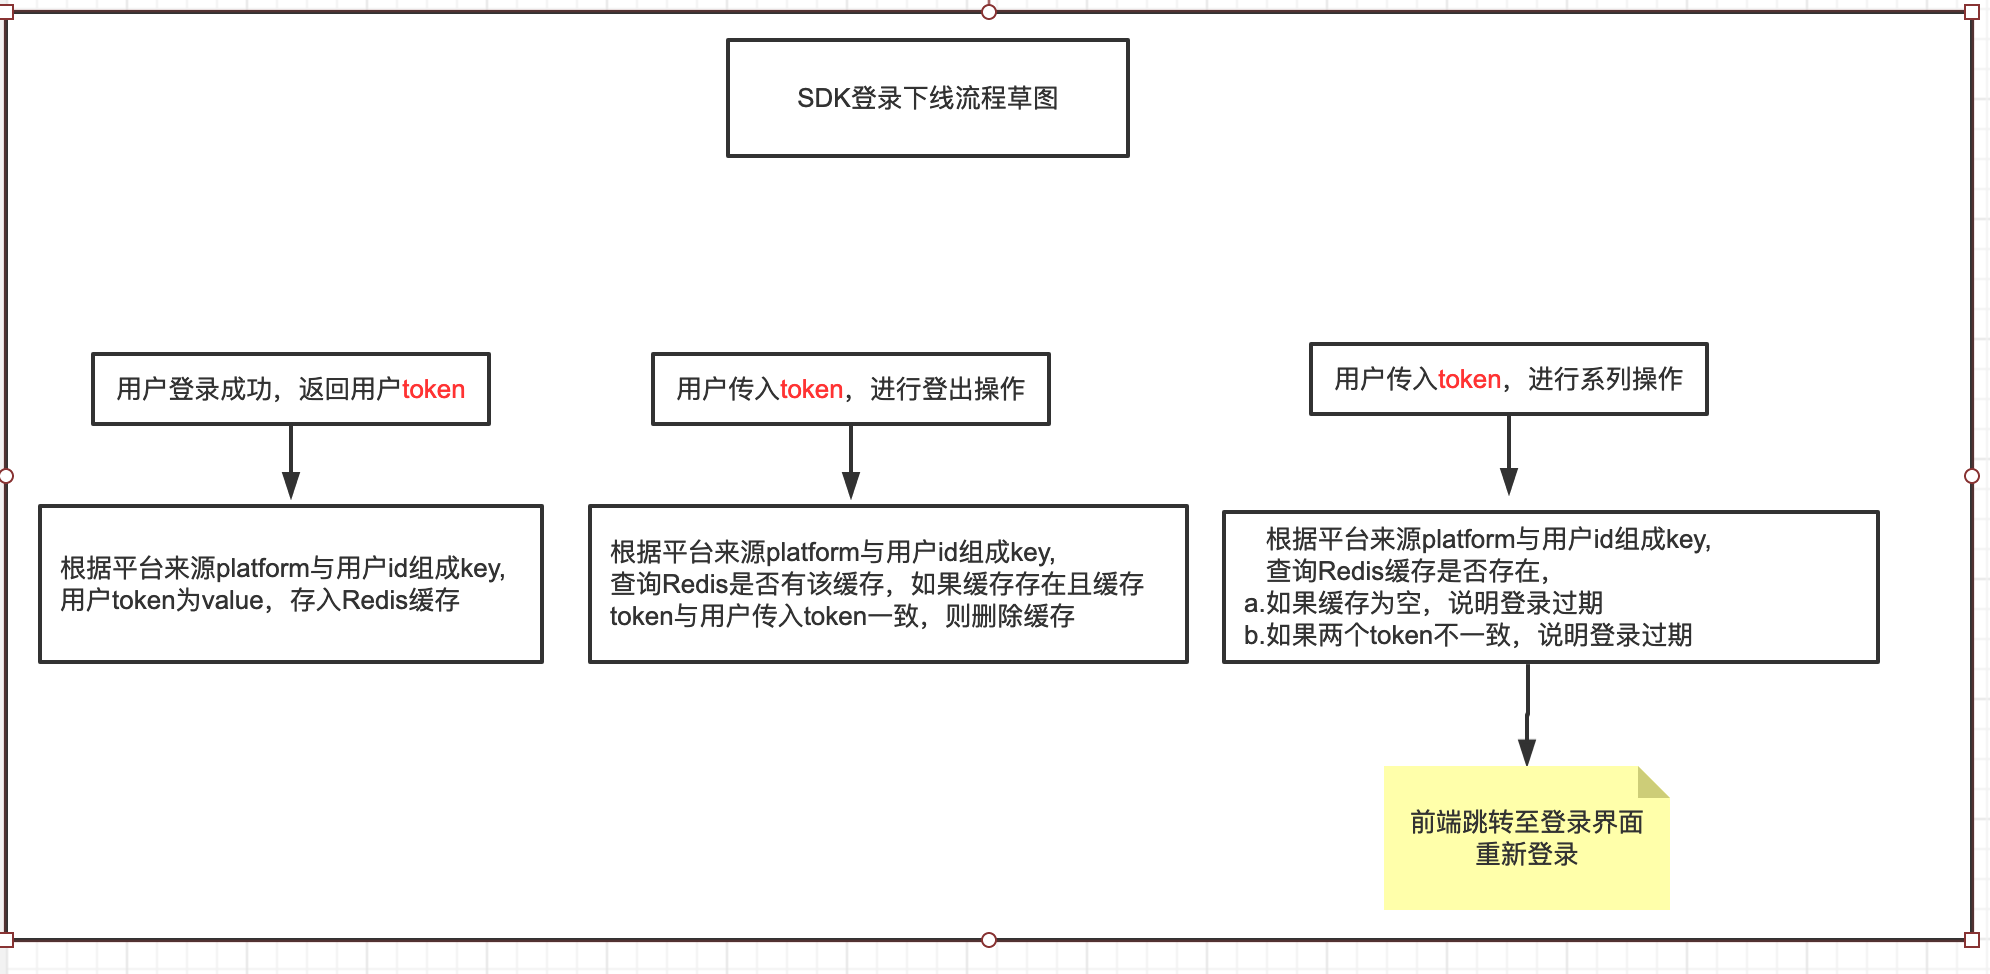 SDK登录下线流程草图
用户登录成功，返回用户token
根据平台来源platform与用户id组成key,
用户token为value，存入Redis缓存
用户传入token，进行登出操作
根据平台来源platform与用户id组成key,
查询Redis是否有该缓存，如果缓存存在且缓存
token与用户传入token一致，则删除缓存
用户传入token，进行系列操作
根据平台来源platform与用户id组成key,
查询Redis缓存是否存在，
a.如果缓存为空，说明登录过期
b.如果两个token不一致，说明登录过期
前端跳转至登录界面
重新登录